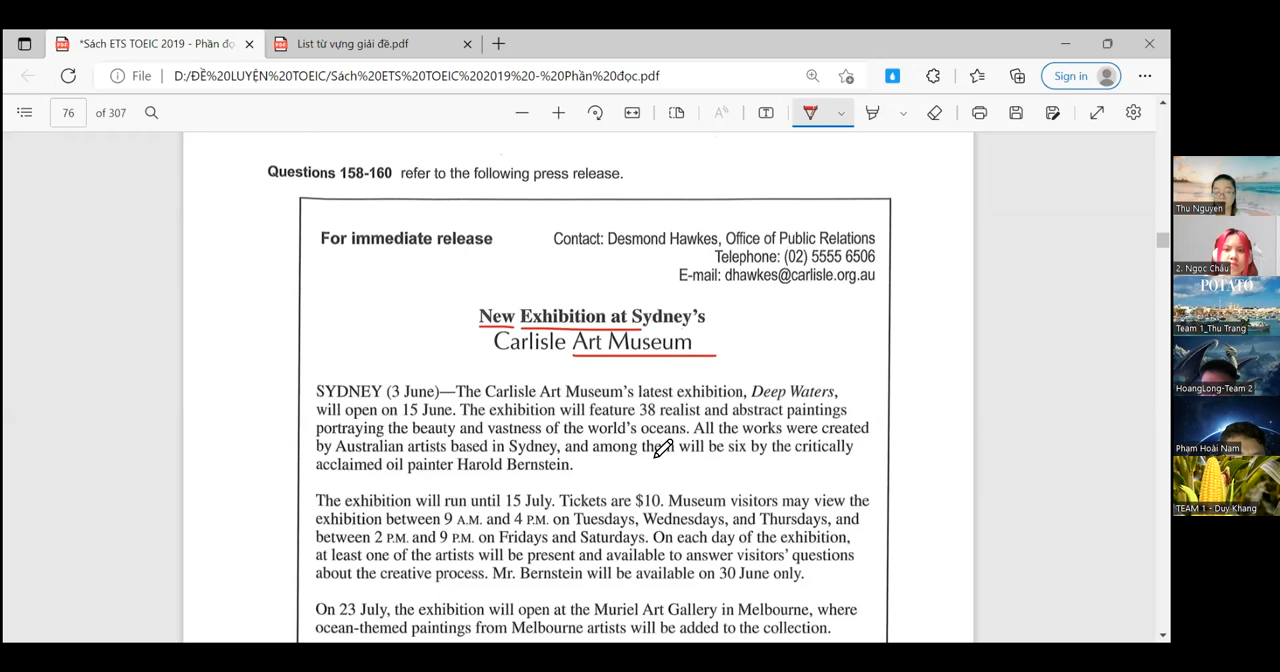 *Sách ETS TOEIC 2019 - Phần đọ
List từ vựng giải đề.pdf
File
D:/ĐỀ%20LUYỆN%20TOEIC/Sách%20ETS%20TOEIC%202019%20-%20Phần%20đọc.pdf
Sign in
76 of 307
Questions 158-160 refer to the following press release.
For immediate release
Contact: Desmond Hawkes, Office of Public Relations
Telephone: (02) 5555 6506
E-mail: dhawkes@carlisle.org.au
New Exhibition at Sydney's
Carlisle Art Museum
SYDNEY (3 June)—The Carlisle Art Museum's latest exhibition, Deep Waters,
will open on 15 June. The exhibition will feature 38 realist and abstract paintings
portraying the beauty and vastness of the world's oceans. All the works were created
by Australian artists based in Sydney, and among them will be six by the critically
acclaimed oil painter Harold Bernstein.
The exhibition will run until 15 July. Tickets are $10. Museum visitors may view the
exhibition between 9 A.M. and 4 P.M. on Tuesdays, Wednesdays, and Thursdays, and
between 2 P.M. and 9 P.M. on Fridays and Saturdays. On each day of the exhibition,
at least one of the artists will be present and available to answer visitors' questions
about the creative process. Mr. Bernstein will be available on 30 June only.
On 23 July, the exhibition will open at the Muriel Art Gallery in Melbourne, where
ocean-themed paintings from Melbourne artists will be added to the collection.
Thu Nguyen
2. Ngọc Châu
POTATO
Team 1_Thu Trang
HoangLong-Team 2
Phạm Hoài Nam
TEAM 1 - Duy Khang